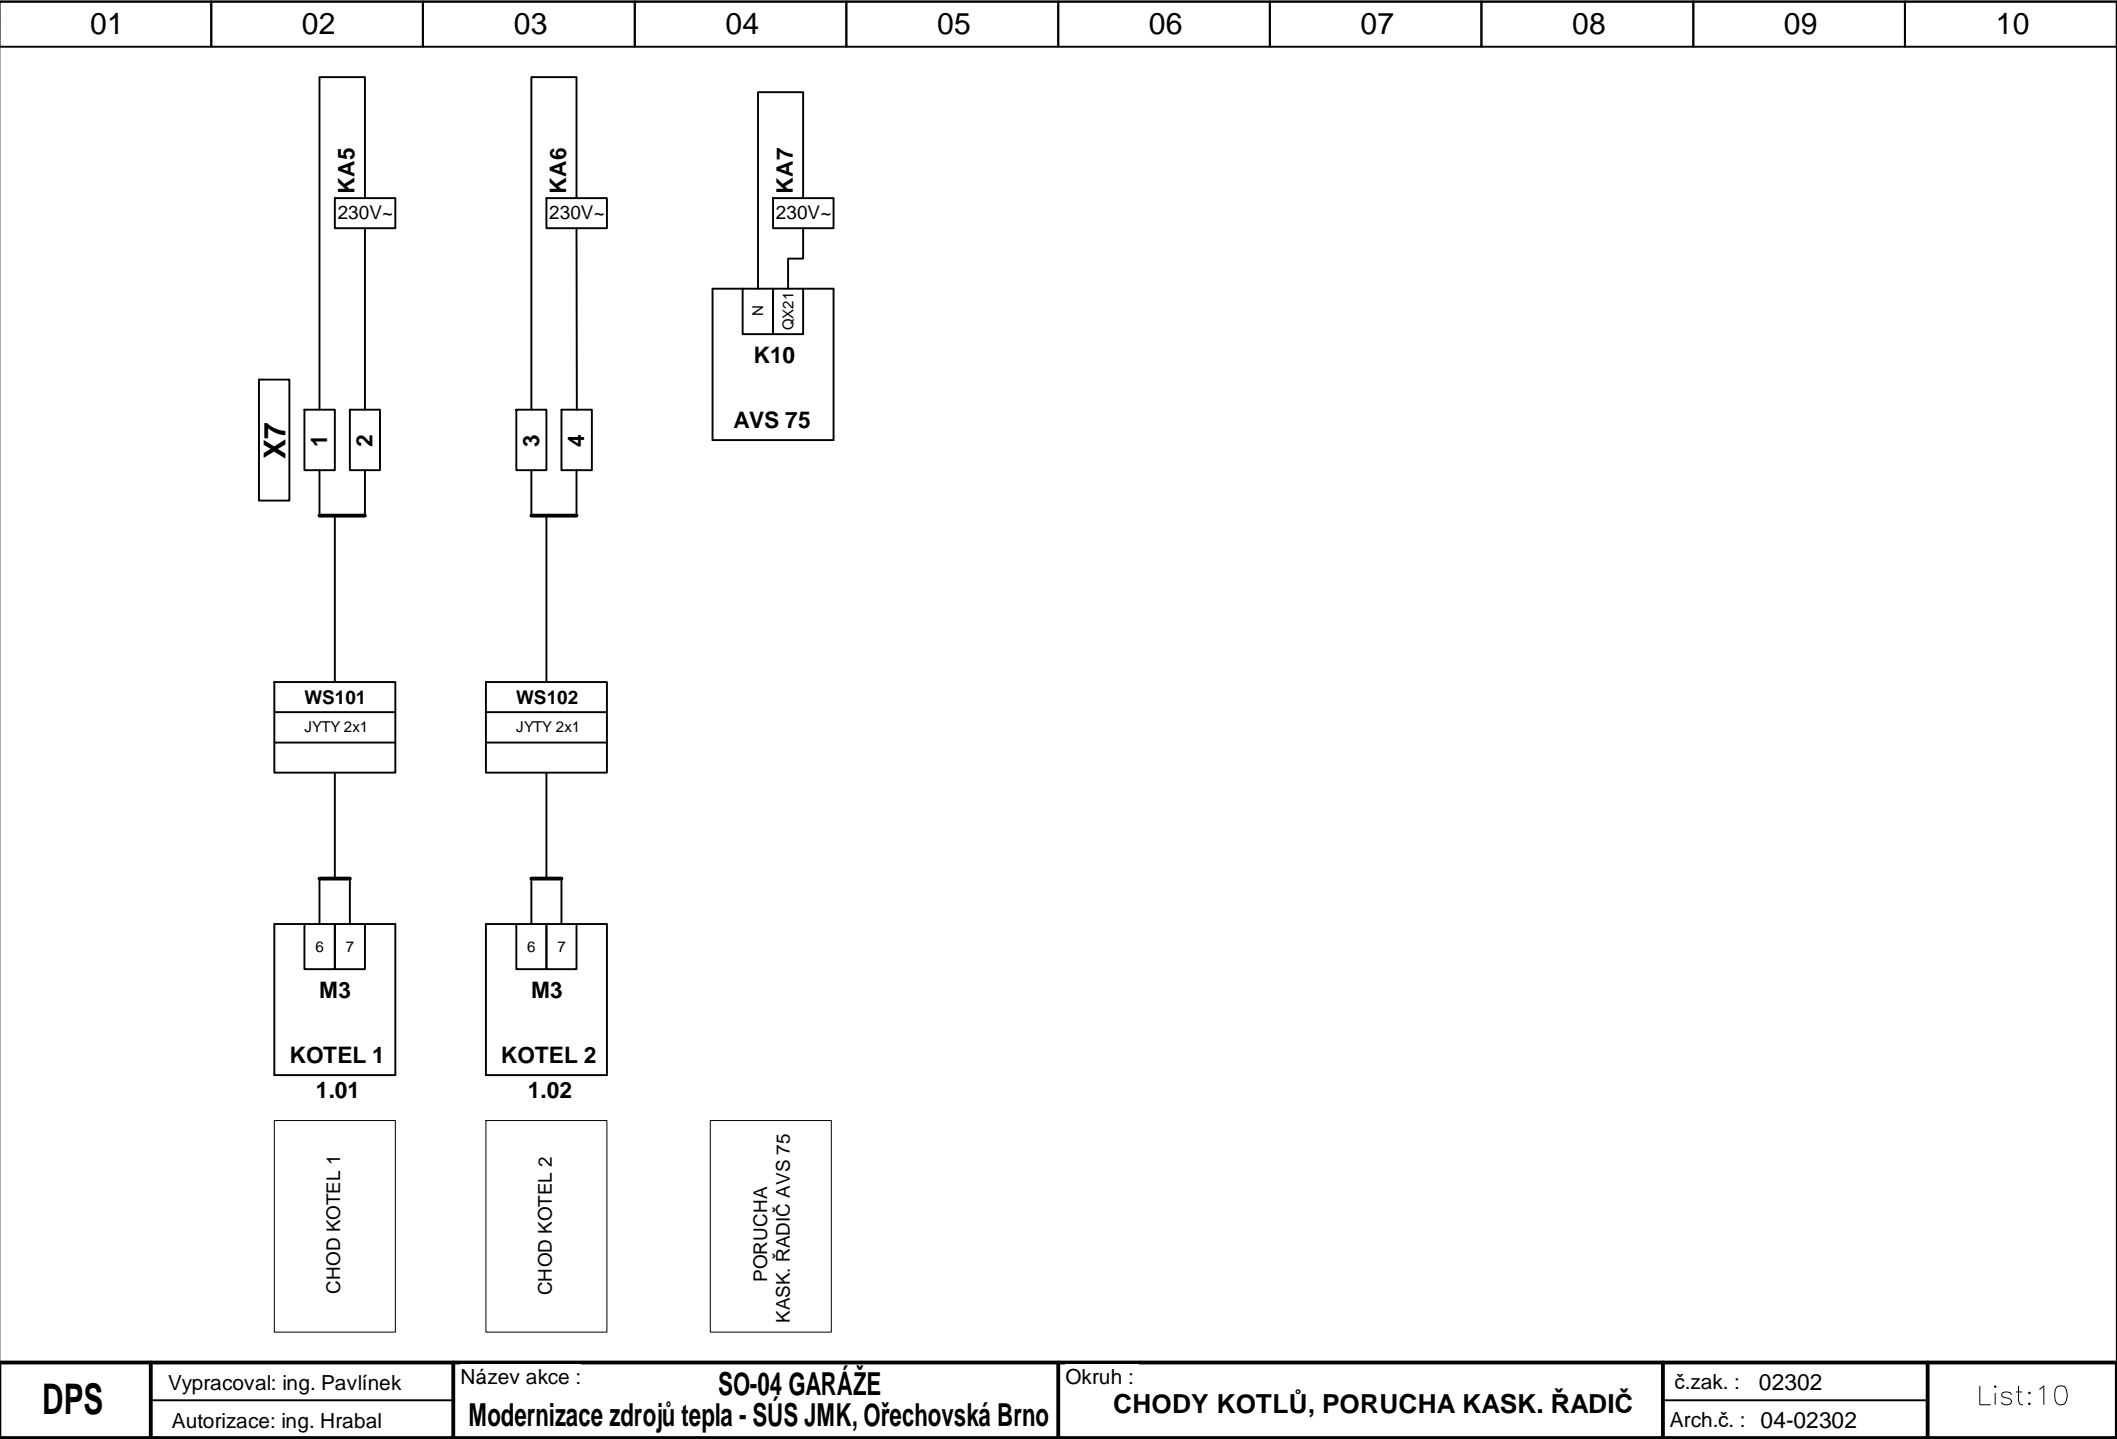 01 02 03 04 05 06 07 08 09 10
KA5 KA6 KA7
230V~ 230V~ 230V~
N QX21
K10
AVS 75
X7 1 2 3 4
WS101 WS102
JYTY 2x1 JYTY 2x1
6 7 6 7
M3 M3
KOTEL 1 KOTEL 2
1.01 1.02
CHOD KOTEL 1
CHOD KOTEL 2
PORUCHA
KASK. ŘADIČ AVS 75
DPS
Vypracoval: ing. Pavlínek
Autorizace: ing. Hrabal
Název akce :
SO-04 GARÁŽE
Modernizace zdrojů tepla - SÚS JMK, Ořechovská Brno
Okruh :
CHODY KOTLŮ, PORUCHA KASK. ŘADIČ
č.zak. : 02302
Arch.č. : 04-02302
List:10